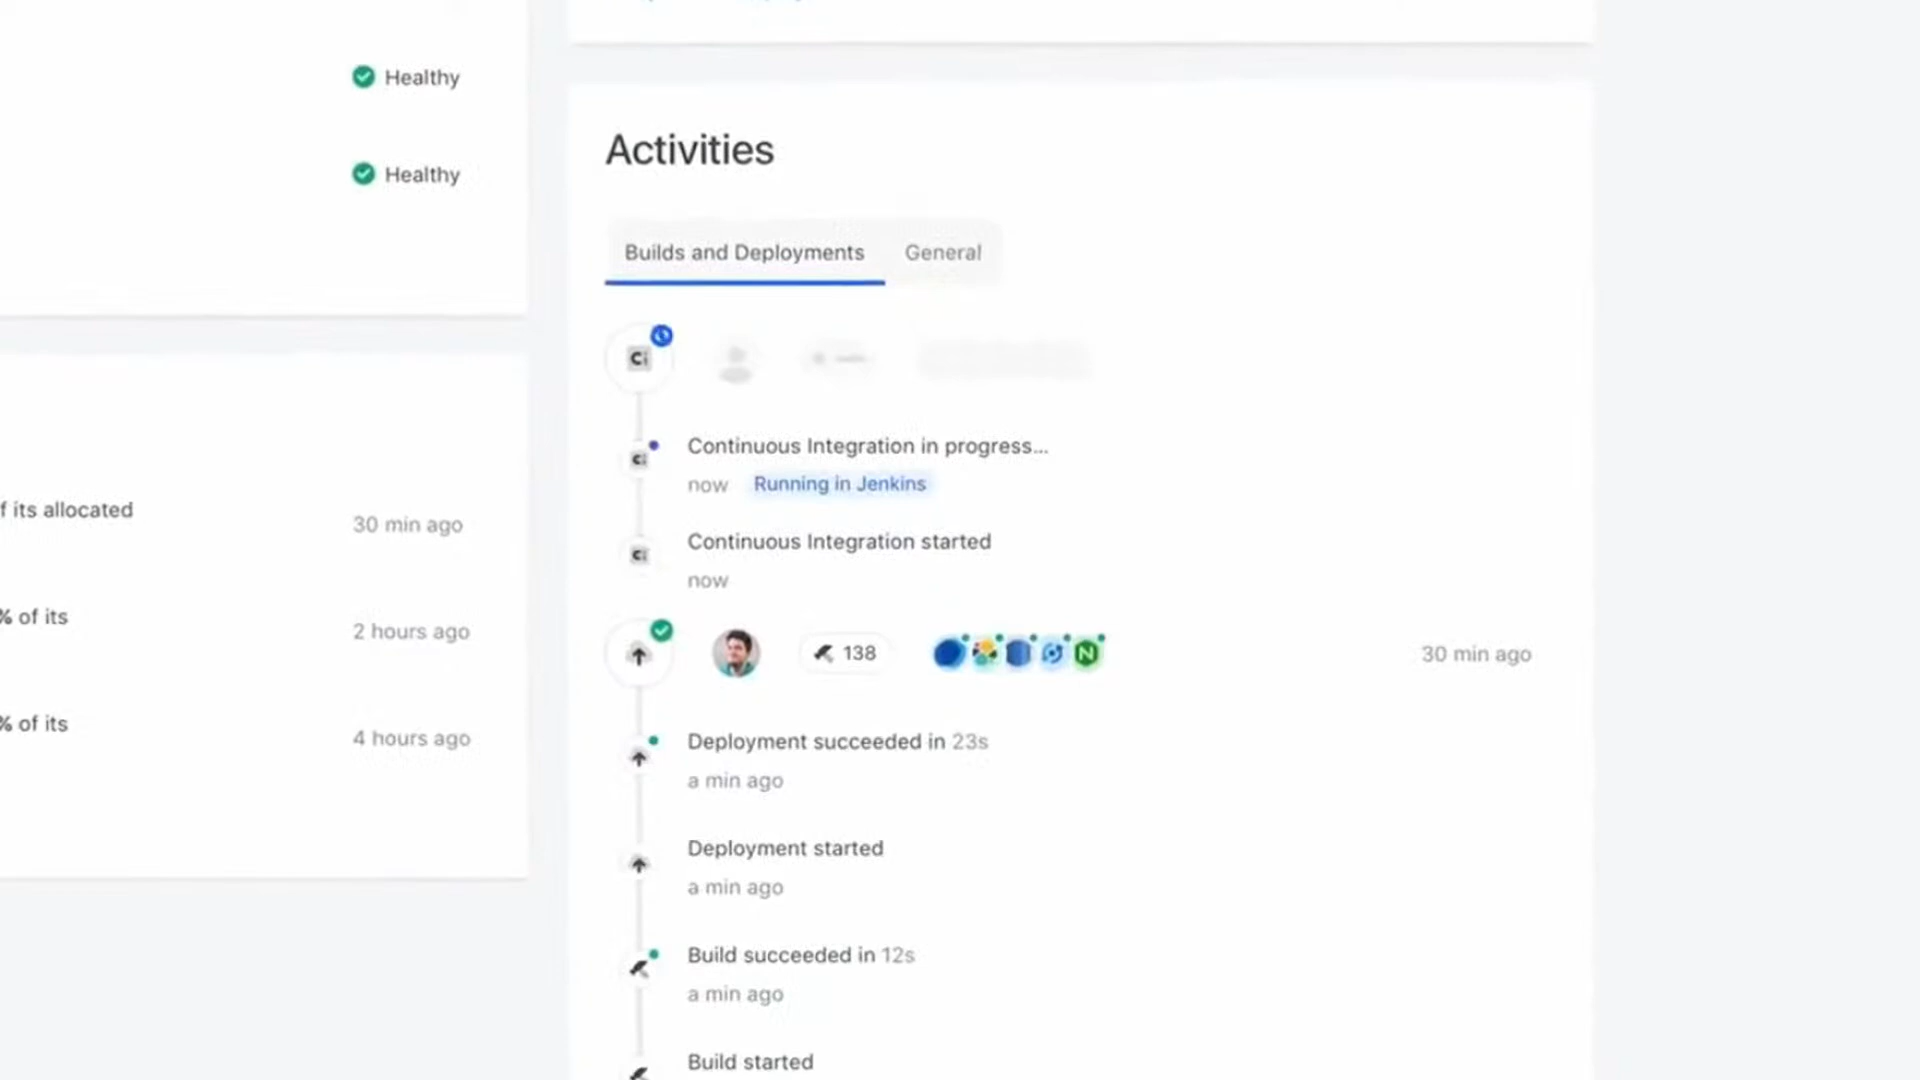 Healthy
Healthy
f its allocated
30 min ago
% of its
2 hours ago
% of its
4 hours ago
Activities
Builds and Deployments General
Ci
Ci
Continuous Integration in progress...
now Running in Jenkins
Ci
Continuous Integration started
now
138 N 30 min ago
Deployment succeeded in 23s
a min ago
Deployment started
a min ago
Build succeeded in 12s
a min ago
Build started